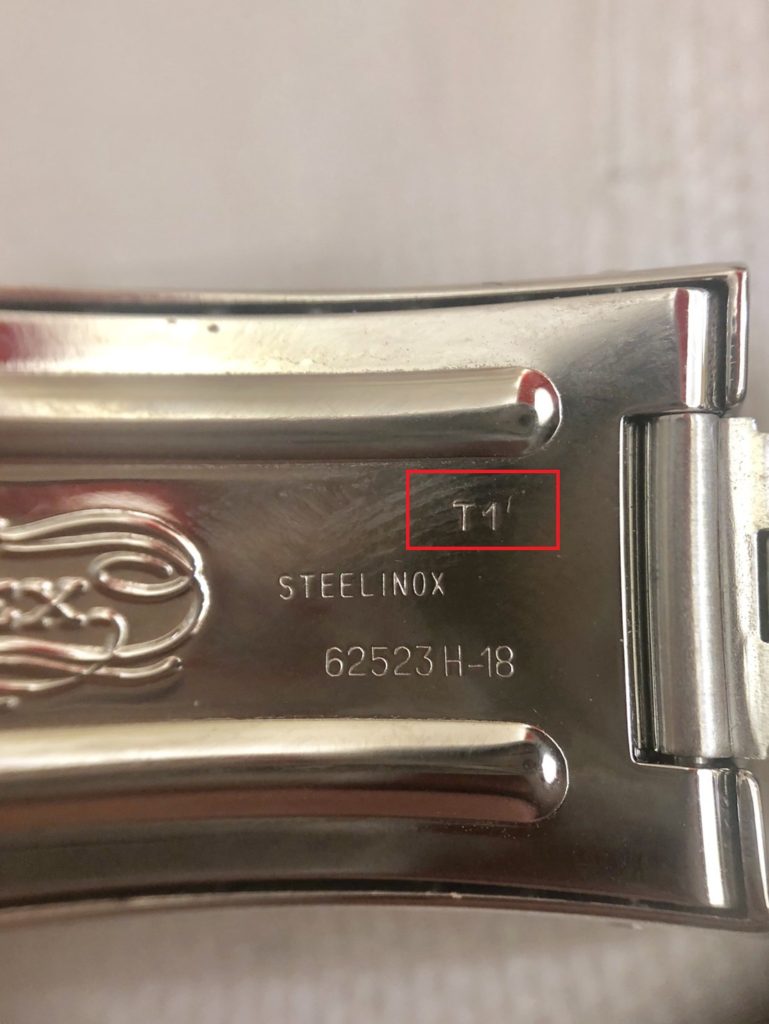 T1
STEELINOX
62523 H-18